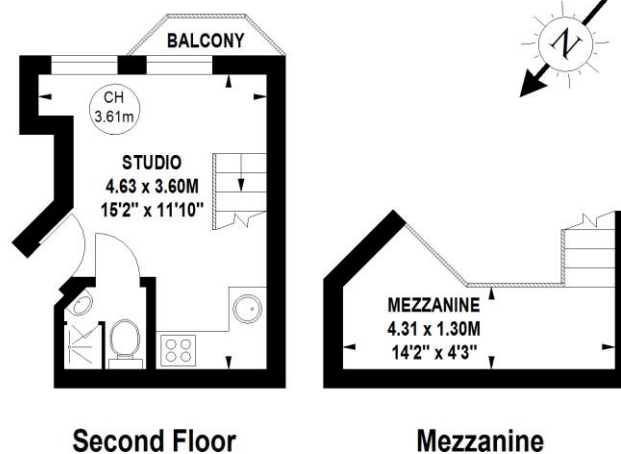 BALCONY
N
CH
3.61m
STUDIO
4.63 x 3.60M
15'2" x 11'10"
MEZZANINE
4.31 x 1.30M
14'2" x 4'3"
Second Floor
Mezzanine